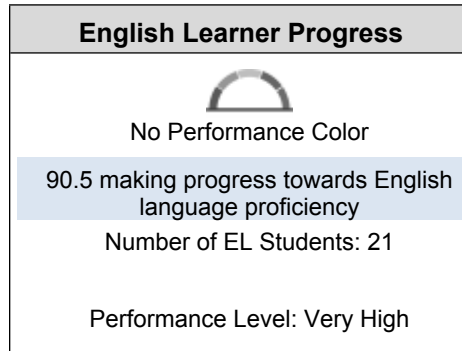 English Learner Progress
No Performance Color
90.5 making progress towards English
language proficiency
Number of EL Students: 21
Performance Level: Very High